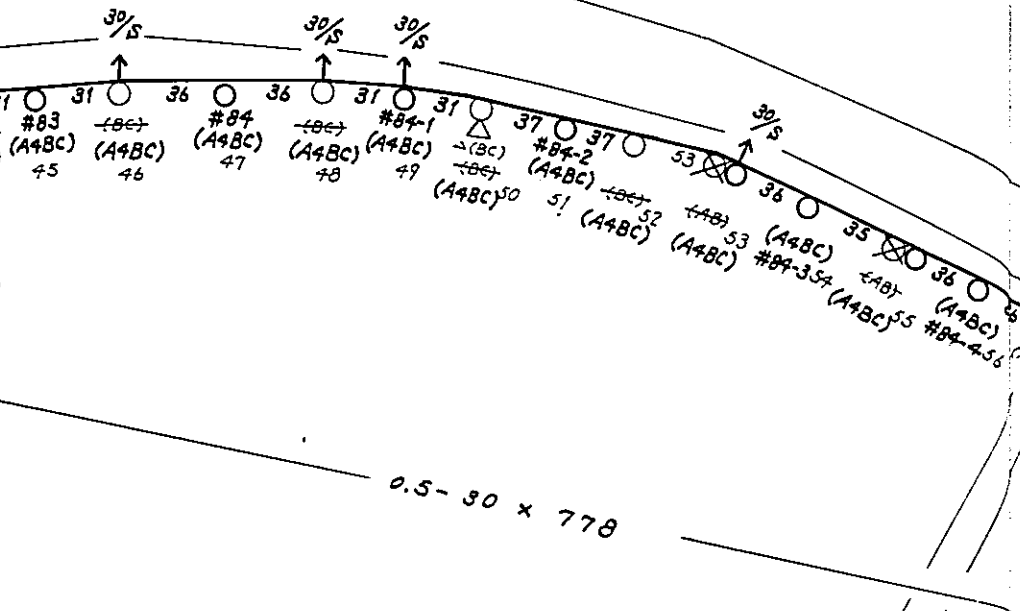 30/S 30/S 30/S
30/S
31 36 36 31 31 37 37 53 36 35 36
#83 (A4BC) 45
(BC) (A4BC) 46
#84 (A4BC) 47
(BC) (A4BC) 48
#84-1 (A4BC) 49
(BC) (BC) (A4BC) 50
#84-2 (A4BC) 51
(BC) (A4BC) 52
(AB) (A4BC) 53
(A4BC) #84-3 54
(AB) (A4BC) 55
(A4BC) #84-4 56
0.5-30 x 778